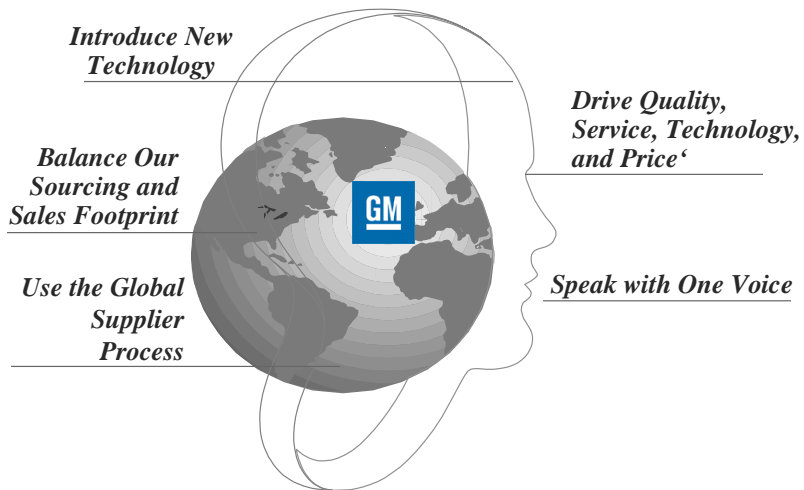 Introduce New
Technology
Drive Quality,
Service, Technology,
and Price‘
Balance Our
Sourcing and
Sales Footprint
GM
Use the Global
Supplier
Process
Speak with One Voice